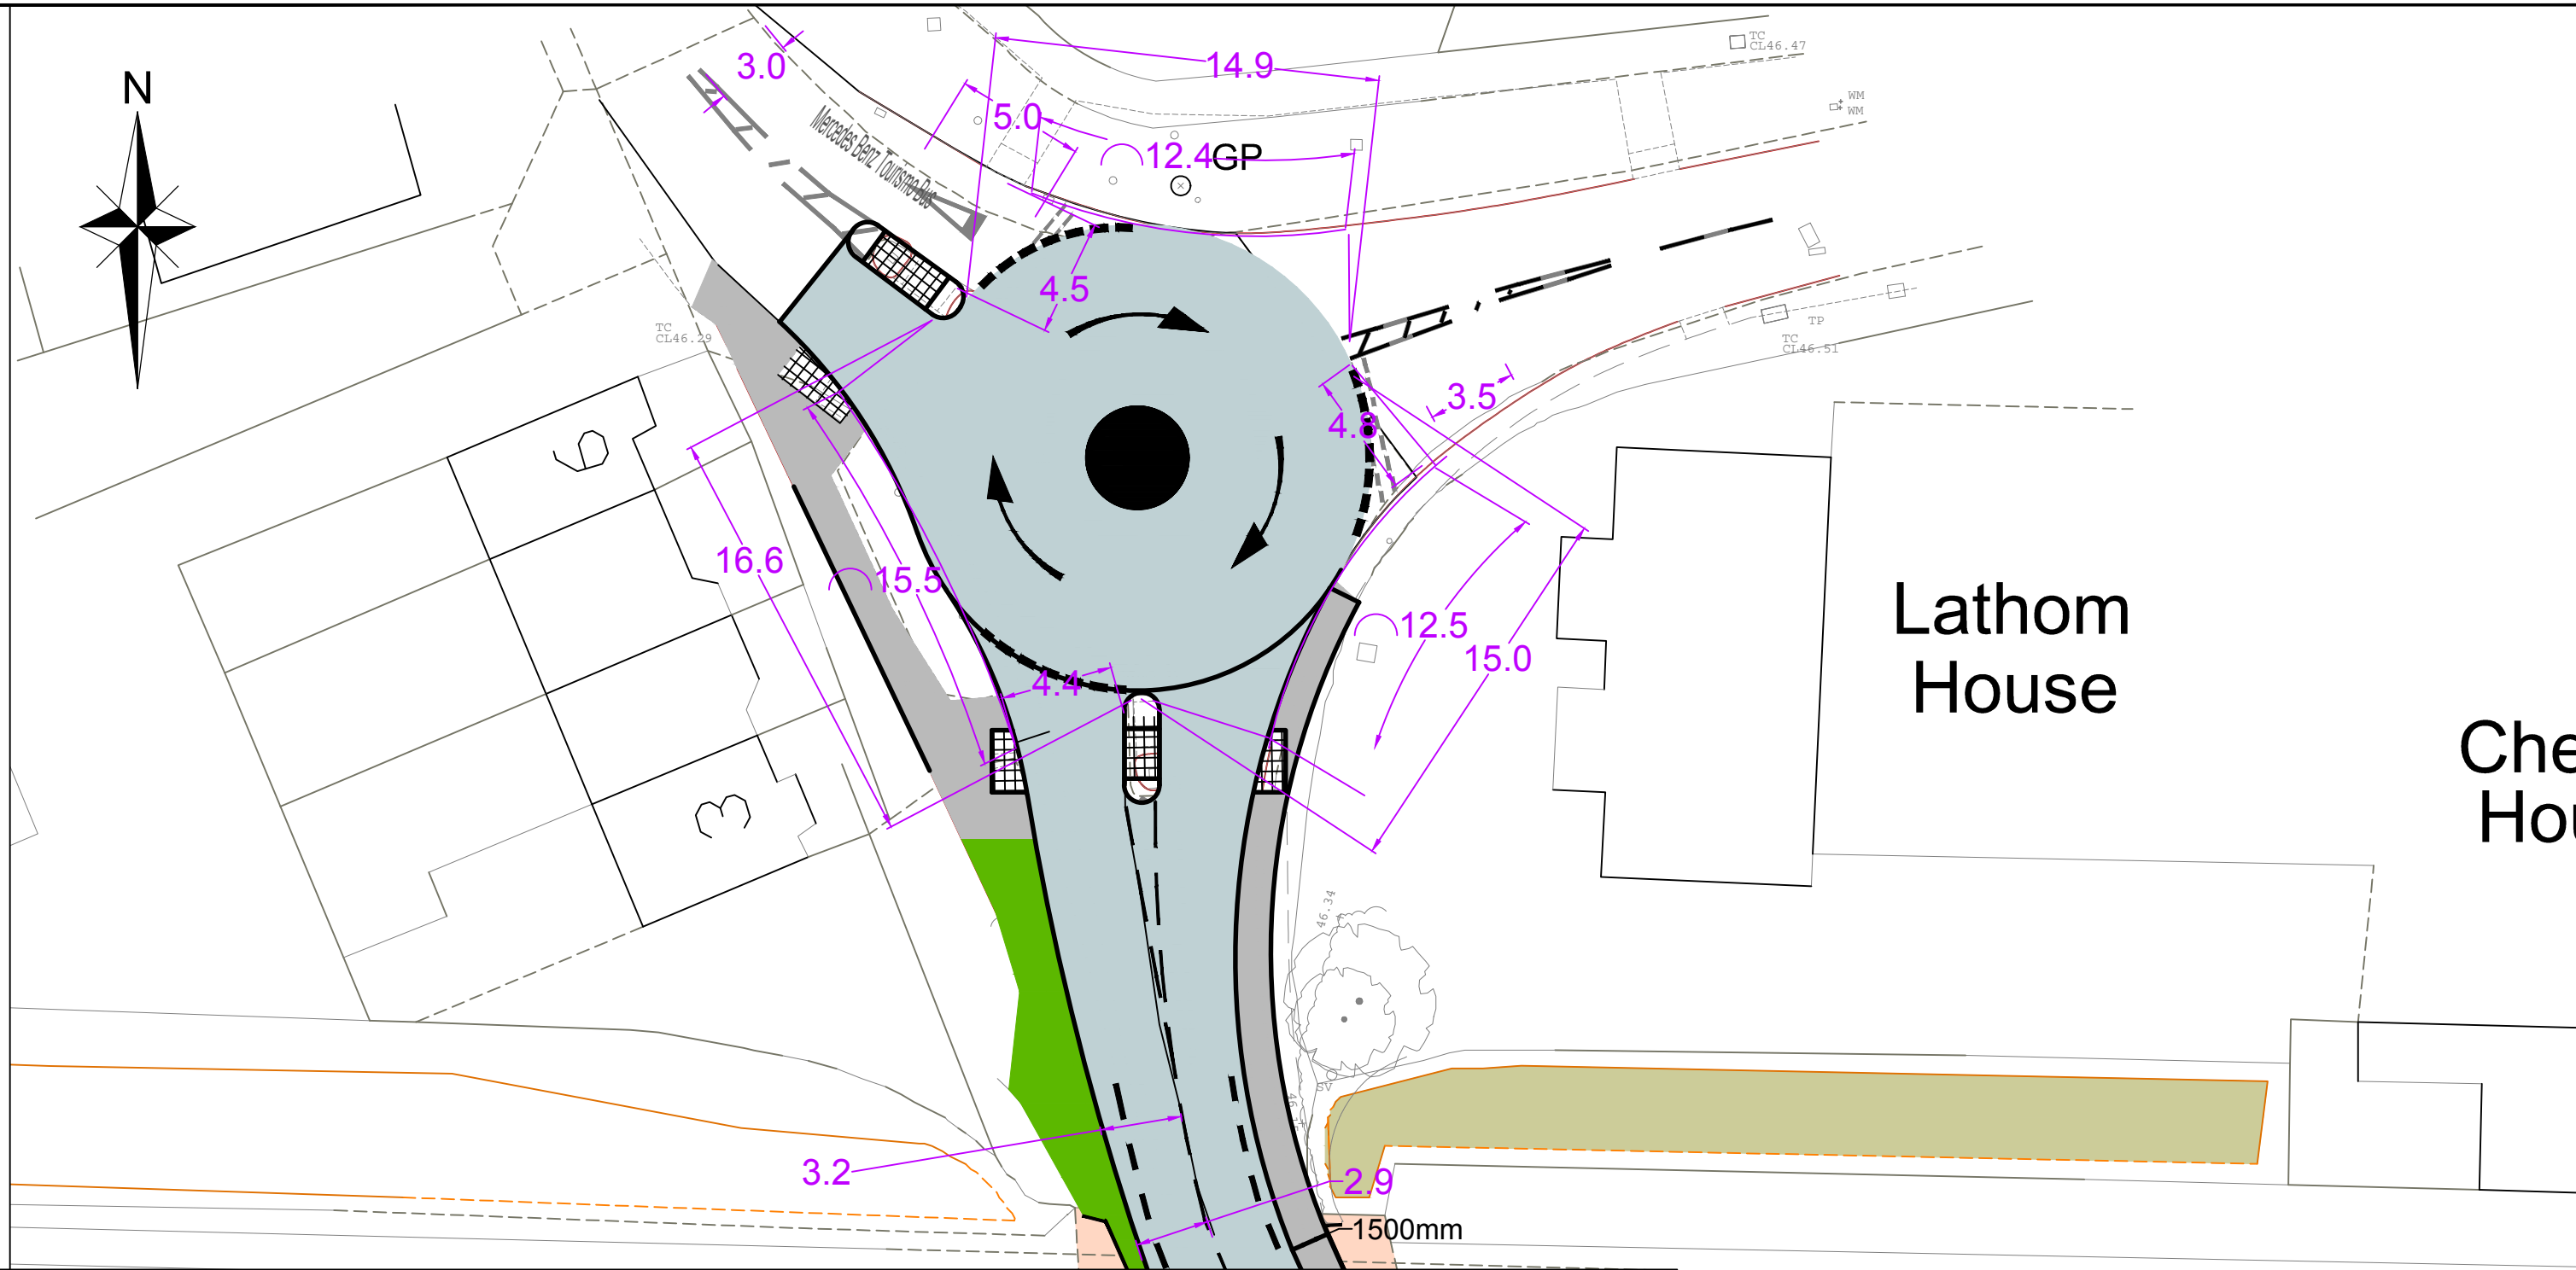 N
3.0
14.9
TC
CL46.47
5.0
WM
WM
Mercedes Benz Tourismo Bus
12.4
GP
4.5
TC
CL46.29
TP
TC
CL46.51
3.5
4.8
16.6
15.5
12.5
15.0
Lathom
House
4.4
Che
Hou
46.34
SV
3.2
2.9
1500mm